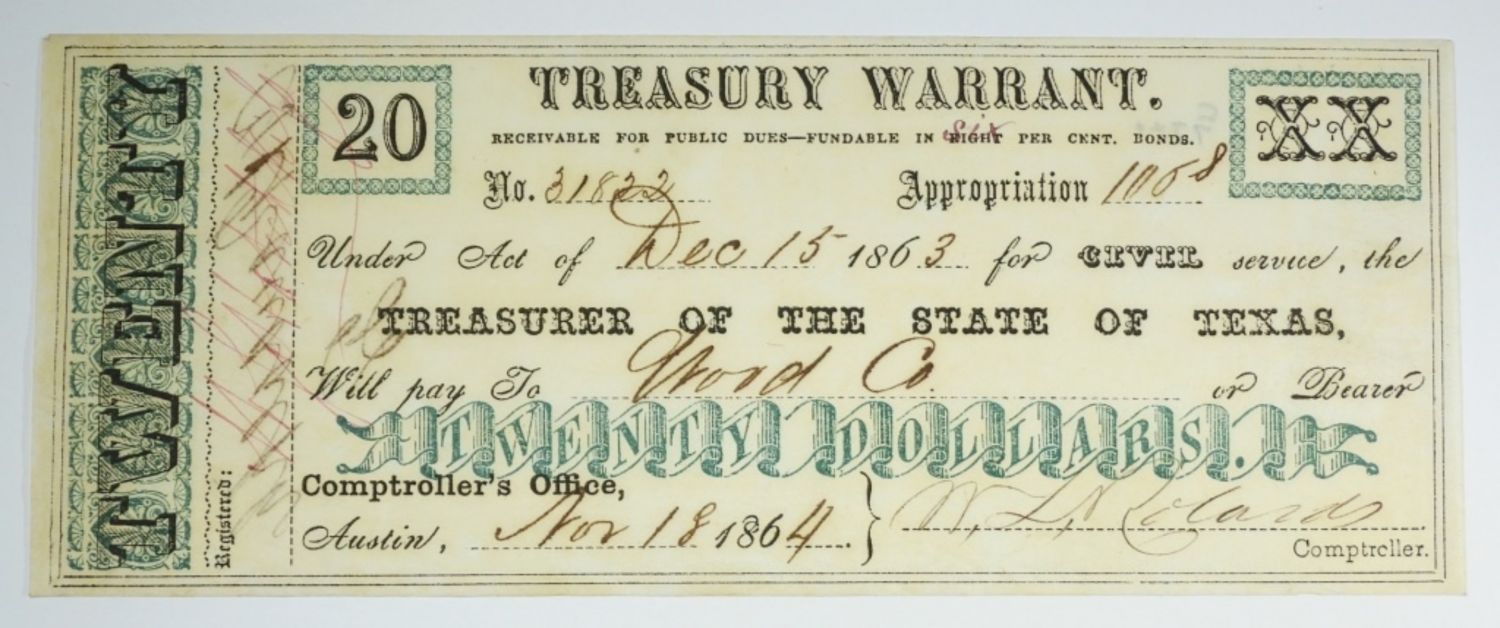 TWENTY
Registered:
20
TREASURY WARRANT.
XX
RECEIVABLE FOR PUBLIC DUES—FUNDABLE IN EIGHT Six PER CENT. BONDS.
No. 31822 Appropriation 1068
Under Act of Dec 15 1863 for CIVIL service, the
TREASURER OF THE STATE OF TEXAS,
Will pay To Co. or Bearer
TWENTY DOLLARS.
Comptroller's Office,
Austin, Nov 18 1864
Comptroller.